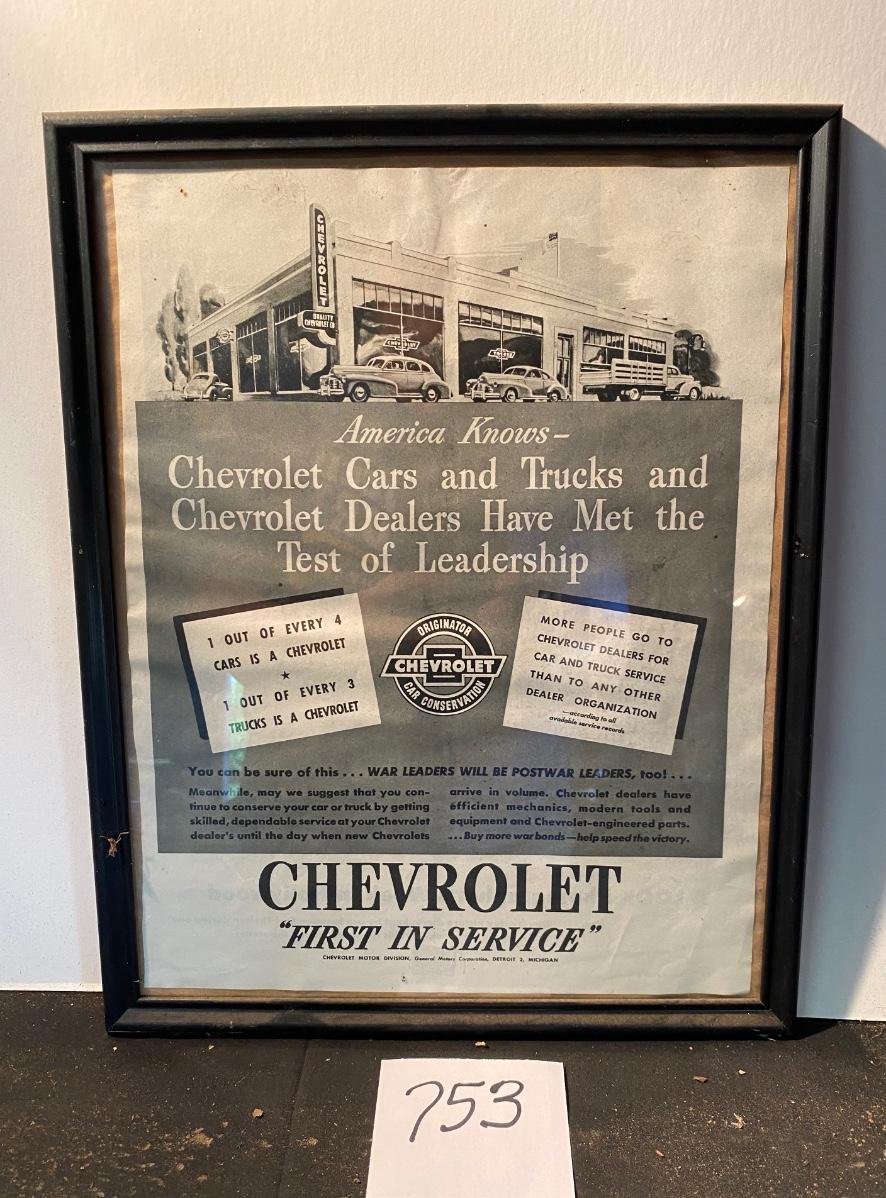 CHEVROLET
QUALITY
CHEVROLET CO.
CHEVROLET
CHEVROLET
America Knows–
Chevrolet Cars and Trucks and
Chevrolet Dealers Have Met the
Test of Leadership
1 OUT OF EVERY 4
CARS IS A CHEVROLET
★
1 OUT OF EVERY 3
TRUCKS IS A CHEVROLET
ORIGINATOR
CHEVROLET
CAR CONSERVATION
MORE PEOPLE GO TO
CHEVROLET DEALERS FOR
CAR AND TRUCK SERVICE
THAN TO ANY OTHER
DEALER ORGANIZATION
—according to all
available service records
You can be sure of this . . . WAR LEADERS WILL BE POSTWAR LEADERS, too! . . .
Meanwhile, may we suggest that you con-
tinue to conserve your car or truck by getting
skilled, dependable service at your Chevrolet
dealer's until the day when new Chevrolets
arrive in volume. Chevrolet dealers have
efficient mechanics, modern tools and
equipment and Chevrolet-engineered parts.
. . . Buy more war bonds—help speed the victory.
CHEVROLET
"FIRST IN SERVICE"
CHEVROLET MOTOR DIVISION, General Motors Corporation, DETROIT 2, MICHIGAN
753